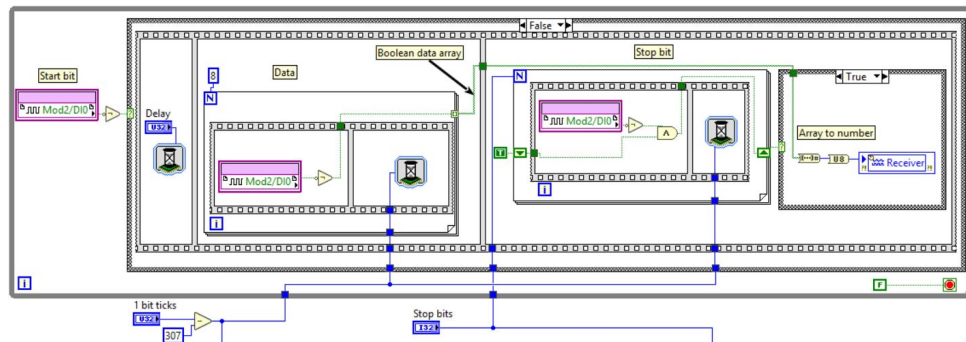 False
Boolean data array
Stop bit
Start bit
Data
8
N
N
True
Mod2/DI0
Delay
U32
Mod2/DI0
Array to number
T
U8
Receiver
Mod2/DI0
i
i
i
F
1 bit ticks
U32
307
Stop bits
I32